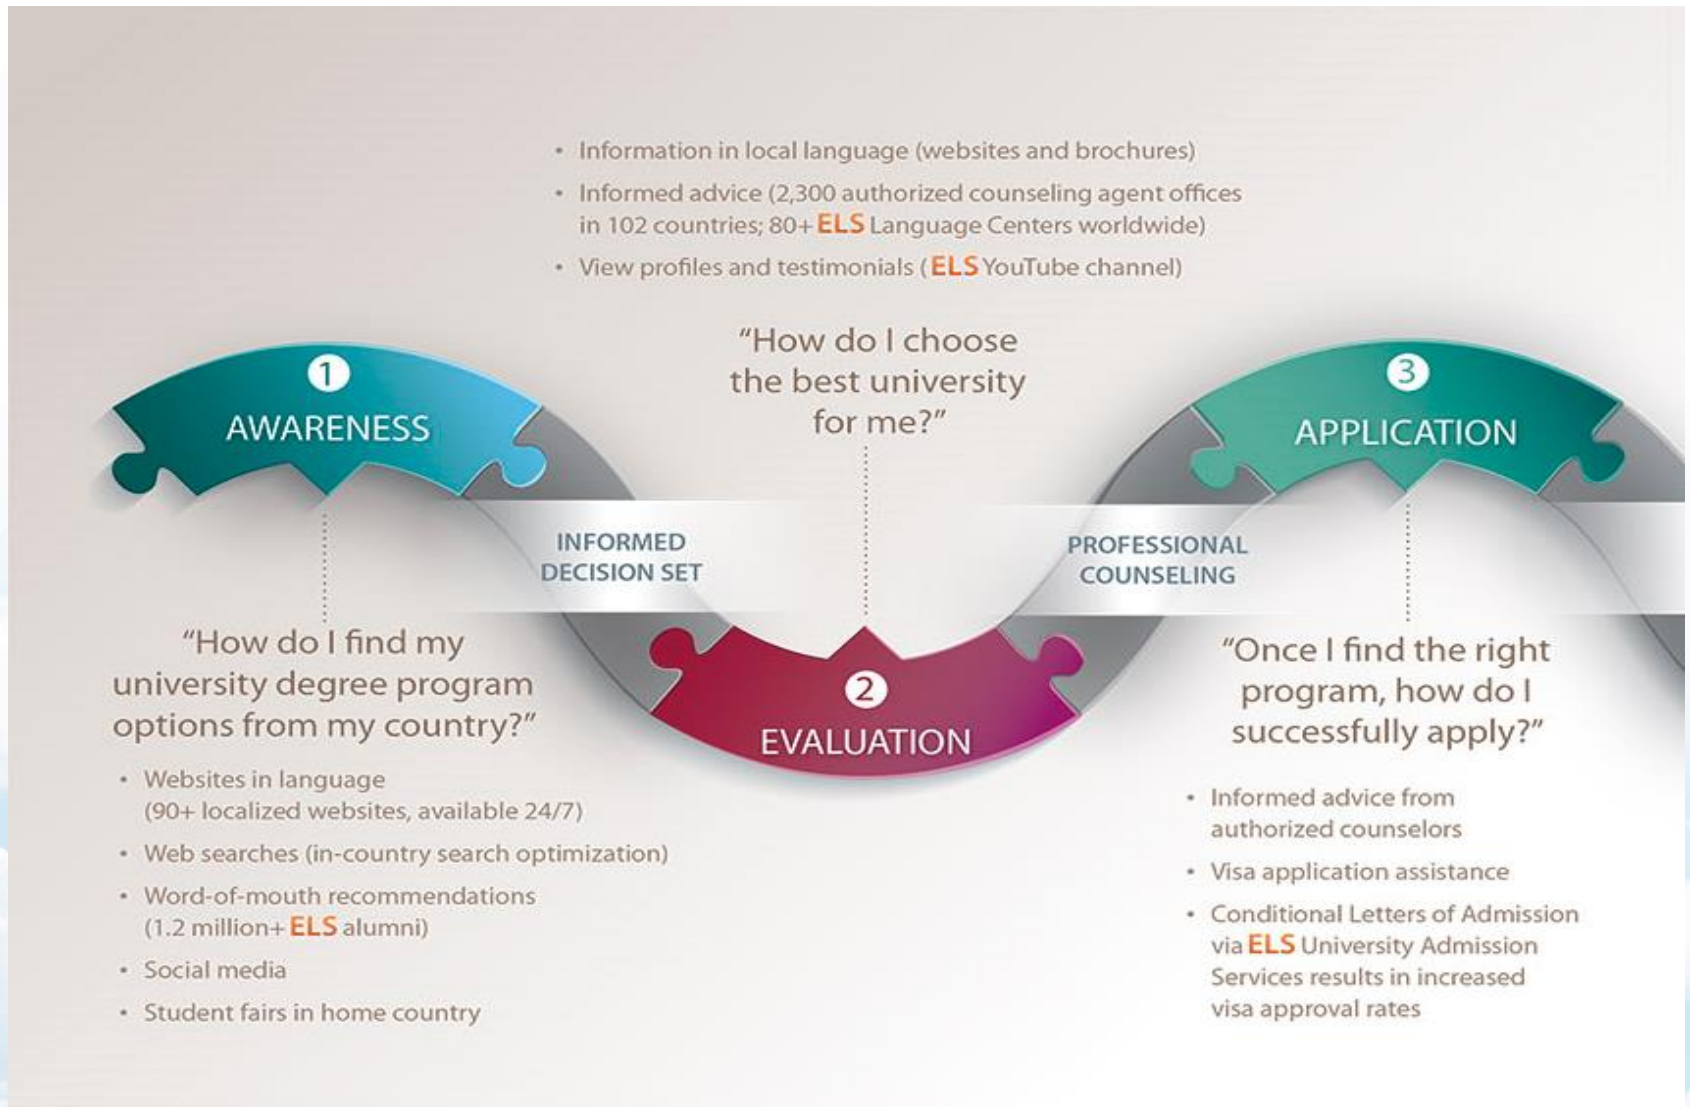 • Information in local language (websites and brochures)
• Informed advice (2,300 authorized counseling agent offices
in 102 countries; 80+ ELS Language Centers worldwide)
• View profiles and testimonials ( ELS YouTube channel)
1
AWARENESS
“How do I find my
university degree program
options from my country?”
• Websites in language
(90+ localized websites, available 24/7)
• Web searches (in-country search optimization)
• Word-of-mouth recommendations
(1.2 million+ ELS alumni)
• Social media
• Student fairs in home country
INFORMED
DECISION SET
“How do I choose
the best university
for me?”
2
EVALUATION
PROFESSIONAL
COUNSELING
3
APPLICATION
“Once I find the right
program, how do I
successfully apply?”
• Informed advice from
authorized counselors
• Visa application assistance
• Conditional Letters of Admission
via ELS University Admission
Services results in increased
visa approval rates